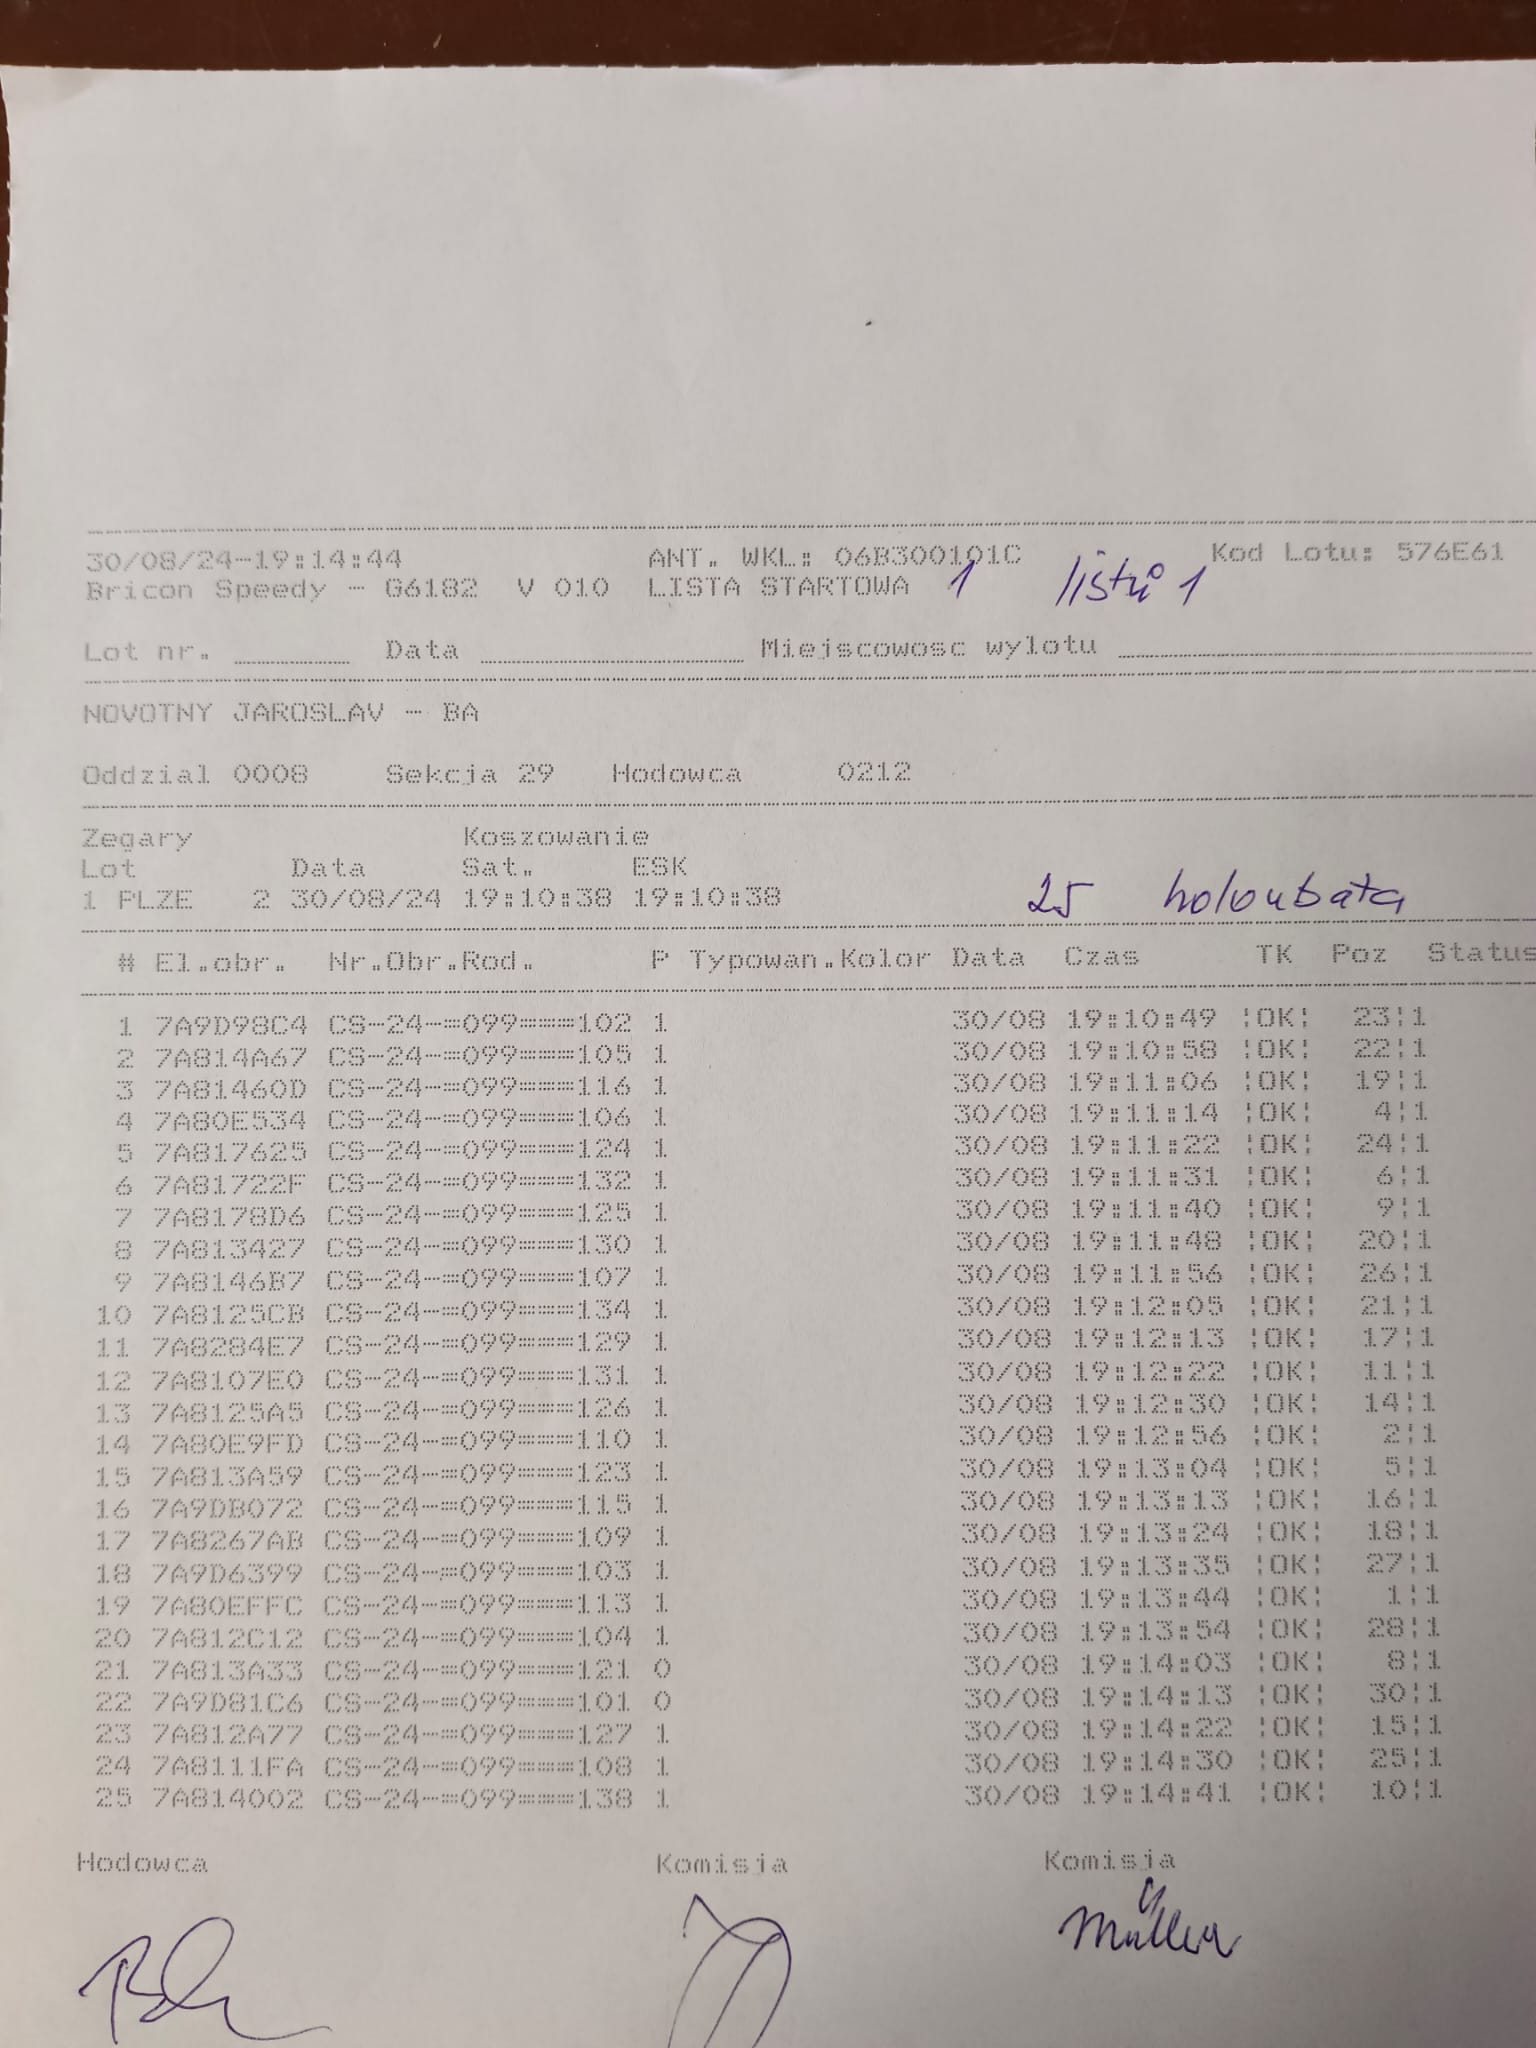 30/08/24-19:14:44 ANT. WKL: 06B300101C Kod Lotu: 576E61
Bricon Speedy - G6182 V 010 LISTA STARTOWA 1 listů 1
Lot nr. Data Miejscowosc wylotu
NOVOTNY JAROSLAV - BA
Oddzial 0008 Sekcja 29 Hodowca 0212
Zegary Koszowanie
Lot Data Sat. ESK
1 PLZE 2 30/08/24 19:10:38 19:10:38 25 holoubata
# El.obr. Nr.Obr.Rod. P Typowan.Kolor Data Czas TK Poz Status
1 7A9D98C4 CS-24-=099===102 1 30/08 19:10:49 ¦OK¦ 23¦1
2 7A814A67 CS-24-=099===105 1 30/08 19:10:58 ¦OK¦ 22¦1
3 7A81460D CS-24-=099===116 1 30/08 19:11:06 ¦OK¦ 19¦1
4 7A80E534 CS-24-=099===106 1 30/08 19:11:14 ¦OK¦ 4¦1
5 7A817625 CS-24-=099===124 1 30/08 19:11:22 ¦OK¦ 24¦1
6 7A81722F CS-24-=099===132 1 30/08 19:11:31 ¦OK¦ 6¦1
7 7A8178D6 CS-24-=099===125 1 30/08 19:11:40 ¦OK¦ 9¦1
8 7A813427 CS-24-=099===130 1 30/08 19:11:48 ¦OK¦ 20¦1
9 7A8146B7 CS-24-=099===107 1 30/08 19:11:56 ¦OK¦ 26¦1
10 7A8125CB CS-24-=099===134 1 30/08 19:12:05 ¦OK¦ 21¦1
11 7A8284E7 CS-24-=099===129 1 30/08 19:12:13 ¦OK¦ 17¦1
12 7A8107E0 CS-24-=099===131 1 30/08 19:12:22 ¦OK¦ 11¦1
13 7A8125A5 CS-24-=099===126 1 30/08 19:12:30 ¦OK¦ 14¦1
14 7A80E9FD CS-24-=099===110 1 30/08 19:12:56 ¦OK¦ 2¦1
15 7A813A59 CS-24-=099===123 1 30/08 19:13:04 ¦OK¦ 5¦1
16 7A9DB072 CS-24-=099===115 1 30/08 19:13:13 ¦OK¦ 16¦1
17 7A8267AB CS-24-=099===109 1 30/08 19:13:24 ¦OK¦ 18¦1
18 7A9D6399 CS-24-=099===103 1 30/08 19:13:35 ¦OK¦ 27¦1
19 7A80EFFC CS-24-=099===113 1 30/08 19:13:44 ¦OK¦ 1¦1
20 7A812C12 CS-24-=099===104 1 30/08 19:13:54 ¦OK¦ 28¦1
21 7A813A33 CS-24-=099===121 0 30/08 19:14:03 ¦OK¦ 8¦1
22 7A9D81C6 CS-24-=099===101 0 30/08 19:14:13 ¦OK¦ 30¦1
23 7A812A77 CS-24-=099===127 1 30/08 19:14:22 ¦OK¦ 15¦1
24 7A8111FA CS-24-=099===108 1 30/08 19:14:30 ¦OK¦ 25¦1
25 7A814002 CS-24-=099===138 1 30/08 19:14:41 ¦OK¦ 10¦1
Hodowca Komisja Komisja
Müller